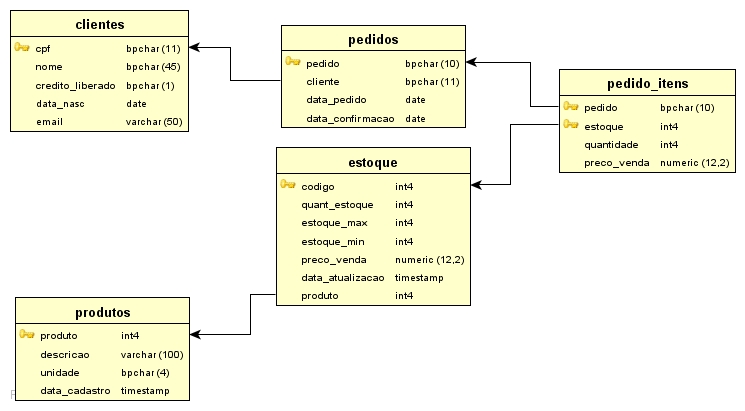 clientes
cpf bpchar (11)
nome bpchar (45)
credito_liberado bpchar (1)
data_nasc date
email varchar (50)
pedidos
pedido bpchar (10)
cliente bpchar (11)
data_pedido date
data_confirmacao date
pedido_itens
pedido bpchar (10)
estoque int4
quantidade int4
preco_venda numeric (12,2)
estoque
codigo int4
quant_estoque int4
estoque_max int4
estoque_min int4
preco_venda numeric (12,2)
data_atualizacao timestamp
produto int4
produtos
produto int4
descricao varchar (100)
unidade bpchar (4)
data_cadastro timestamp